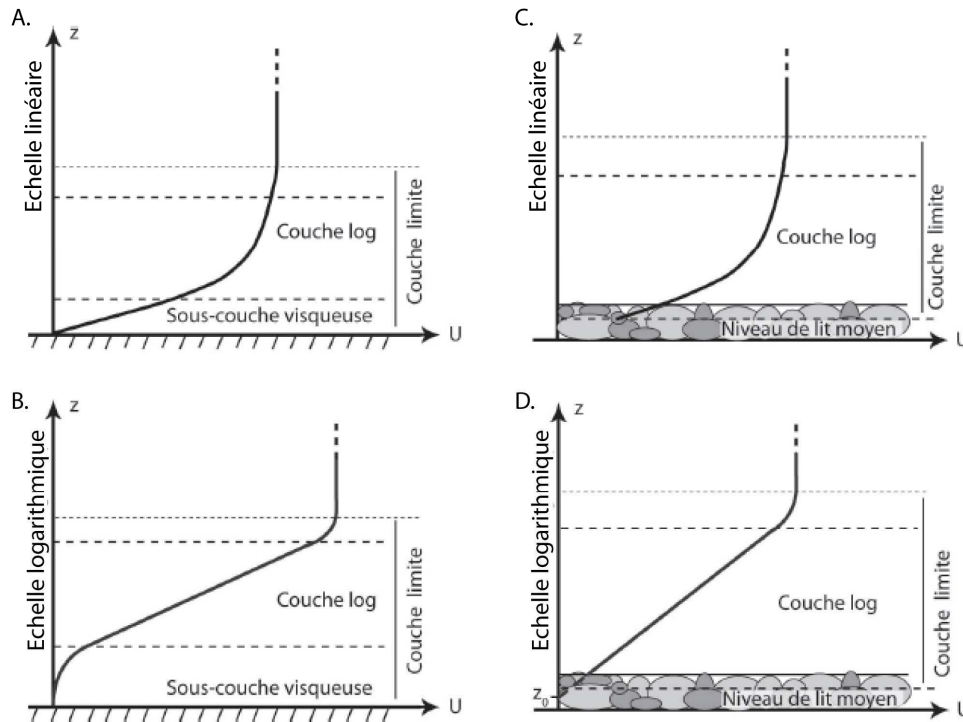 A.
z
Echelle linéaire
Couche log
Couche limite
Sous-couche visqueuse
U
C.
z
Echelle linéaire
Couche log
Couche limite
Niveau de lit moyen
U
B.
z
Echelle logarithmique
Couche log
Couche limite
Sous-couche visqueuse
U
D.
z
Echelle logarithmique
Couche log
Couche limite
z0
Niveau de lit moyen
U